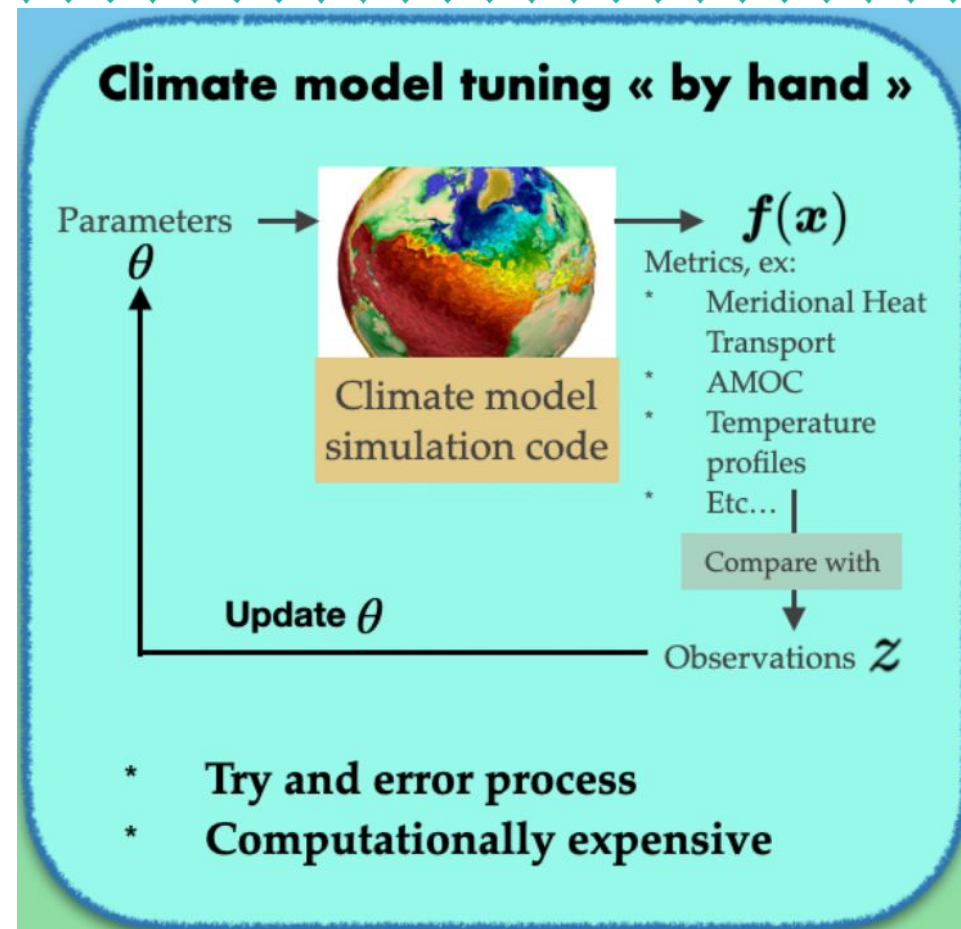 Climate model tuning « by hand »
Parameters
θ
Climate model
simulation code
f(x)
Metrics, ex:
* Meridional Heat
Transport
* AMOC
* Temperature
profiles
* Etc...
Compare with
Observations z
Update θ
* Try and error process
* Computationally expensive